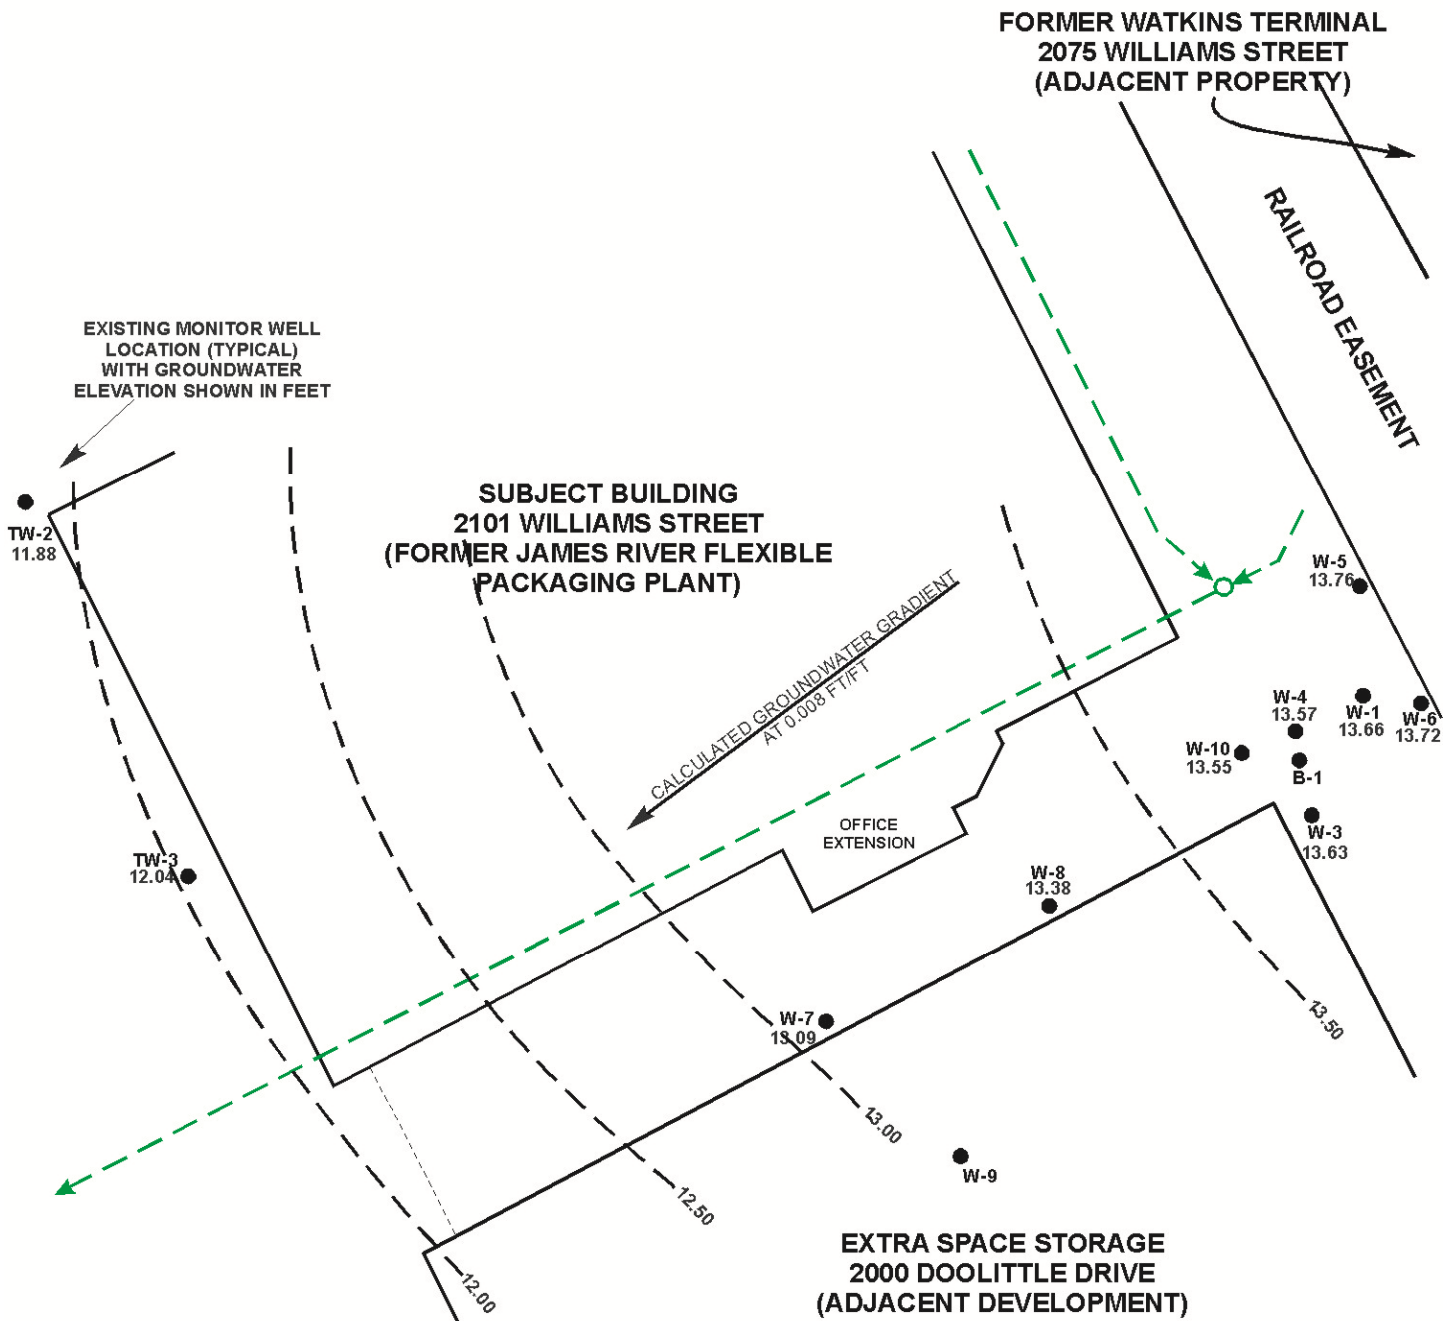 FORMER WATKINS TERMINAL
2075 WILLIAMS STREET
(ADJACENT PROPERTY)
RAILROAD EASEMENT
EXISTING MONITOR WELL
LOCATION (TYPICAL)
WITH GROUNDWATER
ELEVATION SHOWN IN FEET
TW-2
11.88
SUBJECT BUILDING
2101 WILLIAMS STREET
(FORMER JAMES RIVER FLEXIBLE
PACKAGING PLANT)
CALCULATED GROUNDWATER GRADIENT
AT 0.008 FT/FT
W-5
13.76
W-4
13.57
W-1
13.66
W-6
13.72
W-10
13.55
B-1
W-3
13.63
OFFICE
EXTENSION
TW-3
12.04
W-8
13.38
W-7
13.09
13.50
13.00
W-9
12.50
12.00
EXTRA SPACE STORAGE
2000 DOOLITTLE DRIVE
(ADJACENT DEVELOPMENT)